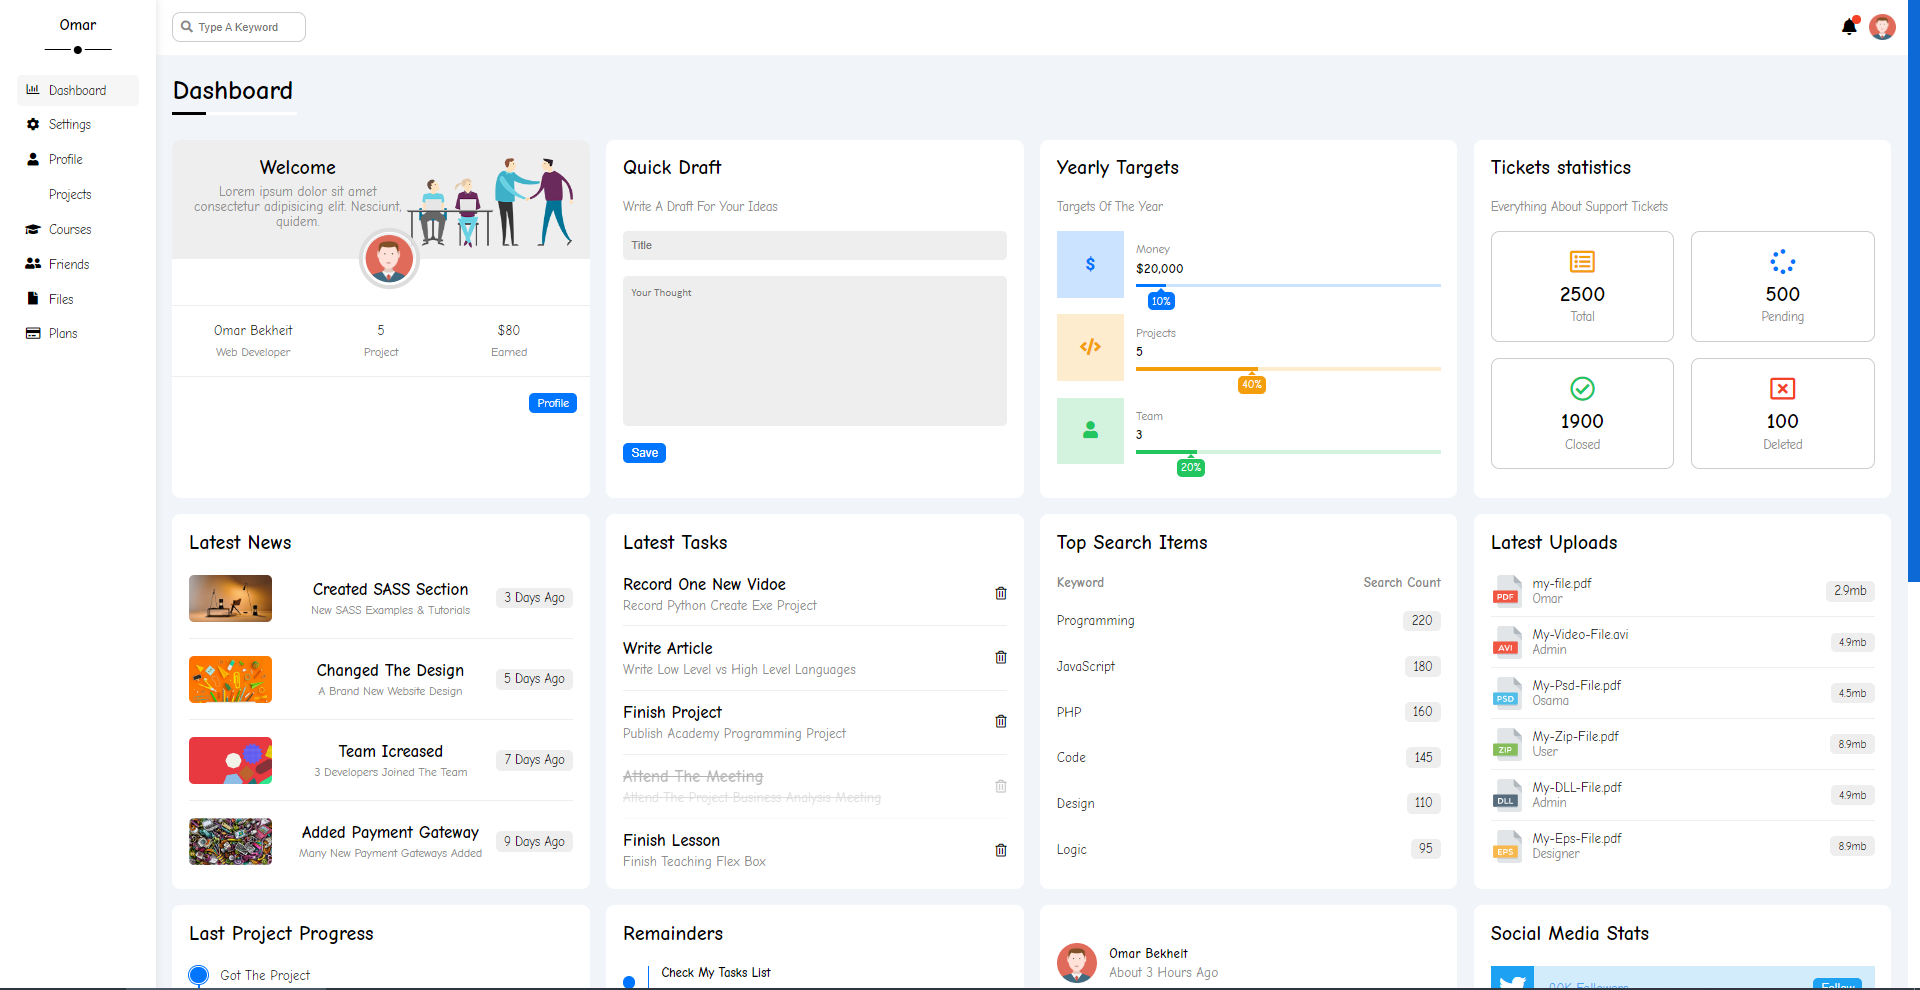 Omar
Type A Keyword
Dashboard
Settings
Profile
Projects
Courses
Friends
Files
Plans
Dashboard
Welcome
Lorem ipsum dolor sit amet
consectetur adipisicing elit. Nesciunt,
quidem.
Omar Bekheit
Web Developer
5
Project
$80
Earned
Profile
Quick Draft
Write A Draft For Your Ideas
Title
Your Thought
Save
Yearly Targets
Targets Of The Year
$
Money
$20,000
10%
</>
Projects
5
40%
Team
3
20%
Tickets statistics
Everything About Support Tickets
2500
Total
500
Pending
1900
Closed
100
Deleted
Latest News
Created SASS Section
New SASS Examples & Tutorials
3 Days Ago
Changed The Design
A Brand New Website Design
5 Days Ago
Team Icreased
3 Developers Joined The Team
7 Days Ago
Added Payment Gateway
Many New Payment Gateways Added
9 Days Ago
Latest Tasks
Record One New Vidoe
Record Python Create Exe Project
Write Article
Write Low Level vs High Level Languages
Finish Project
Publish Academy Programming Project
Attend The Meeting
Attend The Project Business Analysis Meeting
Finish Lesson
Finish Teaching Flex Box
Top Search Items
Keyword Search Count
Programming 220
JavaScript 180
PHP 160
Code 145
Design 110
Logic 95
Latest Uploads
PDF
my-file.pdf
Omar
2.9mb
AVI
My-Video-File.avi
Admin
4.9mb
PSD
My-Psd-File.pdf
Osama
4.5mb
ZIP
My-Zip-File.pdf
User
8.9mb
DLL
My-DLL-File.pdf
Admin
4.9mb
EPS
My-Eps-File.pdf
Designer
8.9mb
Last Project Progress
Got The Project
Remainders
Check My Tasks List
Omar Bekheit
About 3 Hours Ago
Social Media Stats
Followers
Follow